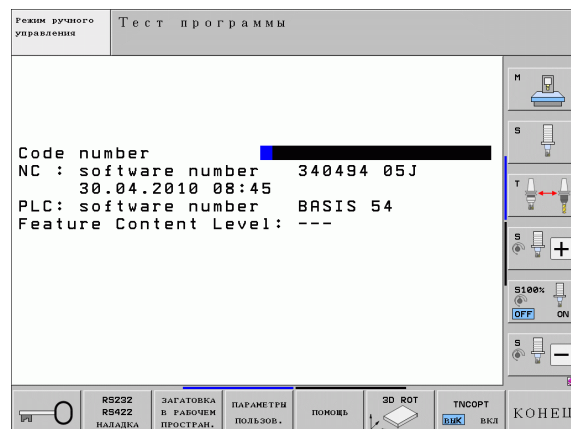 Режим ручного
управления
Тест программы
Code number
NC : software number 340494 05J
30.04.2010 08:45
PLC: software number BASIS 54
Feature Content Level: ---
M
S
T
S
S100%
OFF ON
S
RS232
RS422
НАЛАДКА
ЗАГАТОВКА
В РАБОЧЕМ
ПРОСТРАН.
ПАРАМЕТРЫ
ПОЛЬЗОВ.
ПОМОЩЬ
3D ROT
TNCOPT
ВЫК ВКЛ
КОНЕЦ